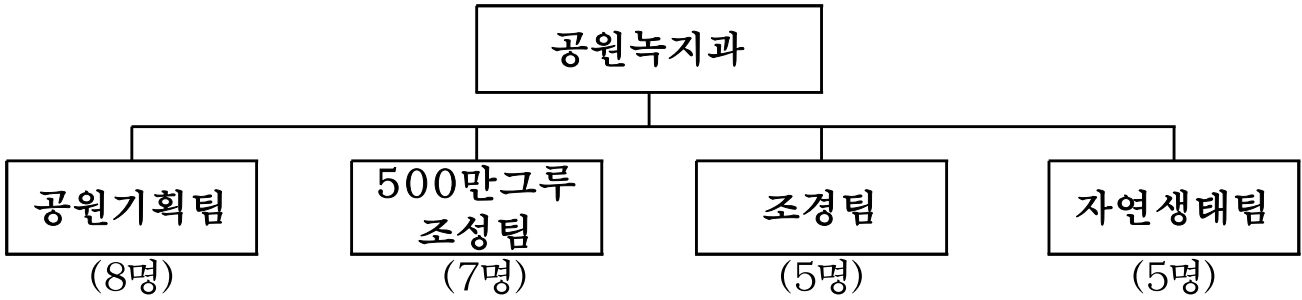 공원녹지과
공원기획팀
(8명)
500만그루
조성팀
(7명)
조경팀
(5명)
자연생태팀
(5명)